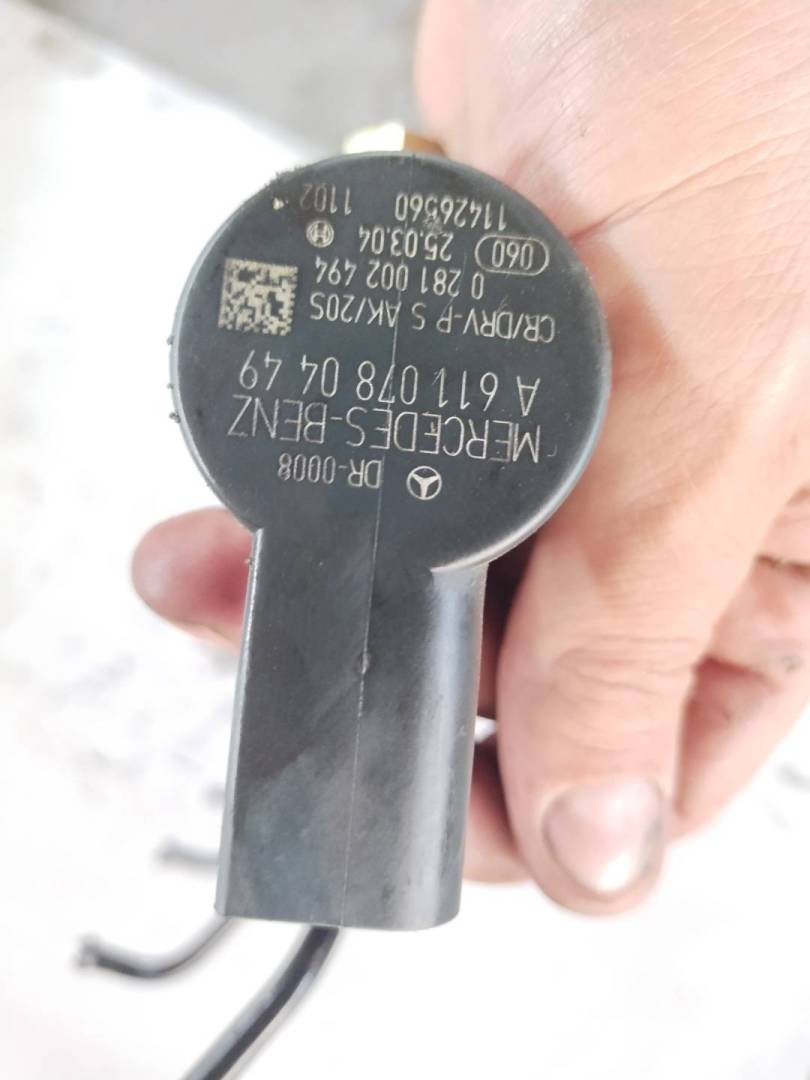 DR-0008
MERCEDES-BENZ
A 611 078 04 49
CR/DRV-P S AK/20S
0 281 002 494
060 25.03.04
11426560 1102